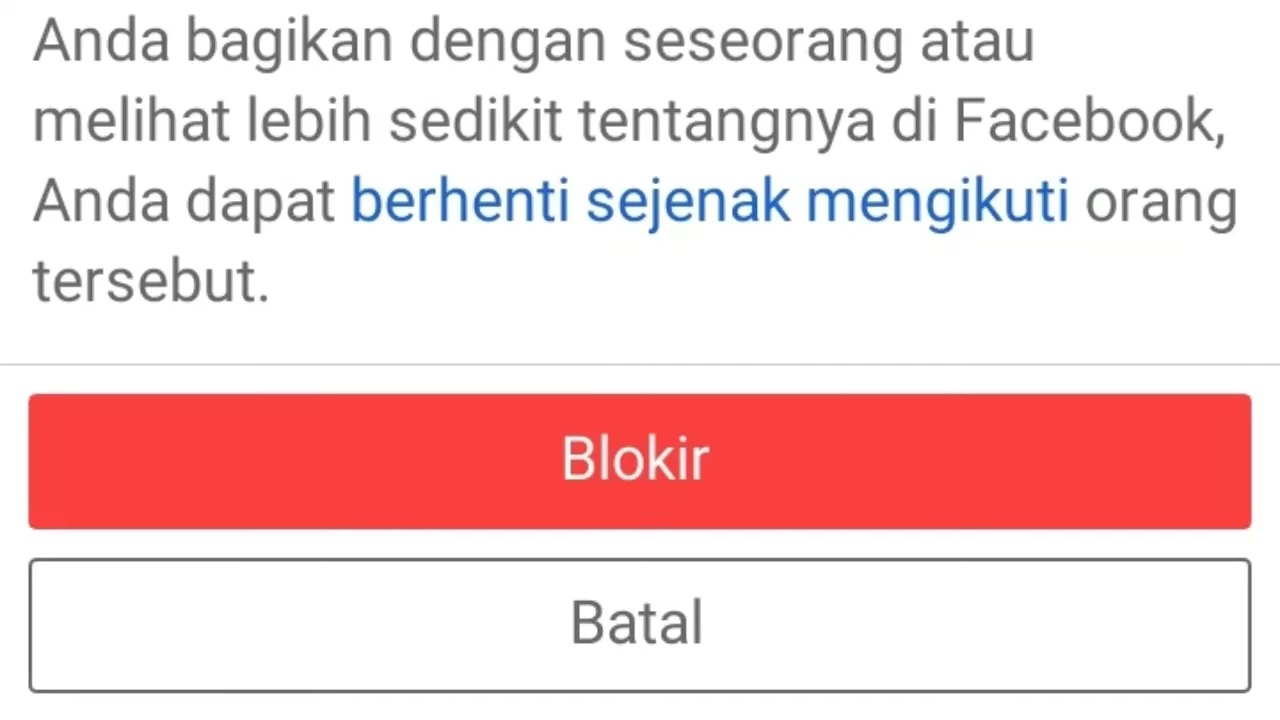 Anda bagikan dengan seseorang atau
melihat lebih sedikit tentangnya di Facebook,
Anda dapat berhenti sejenak mengikuti orang
tersebut.
Blokir
Batal